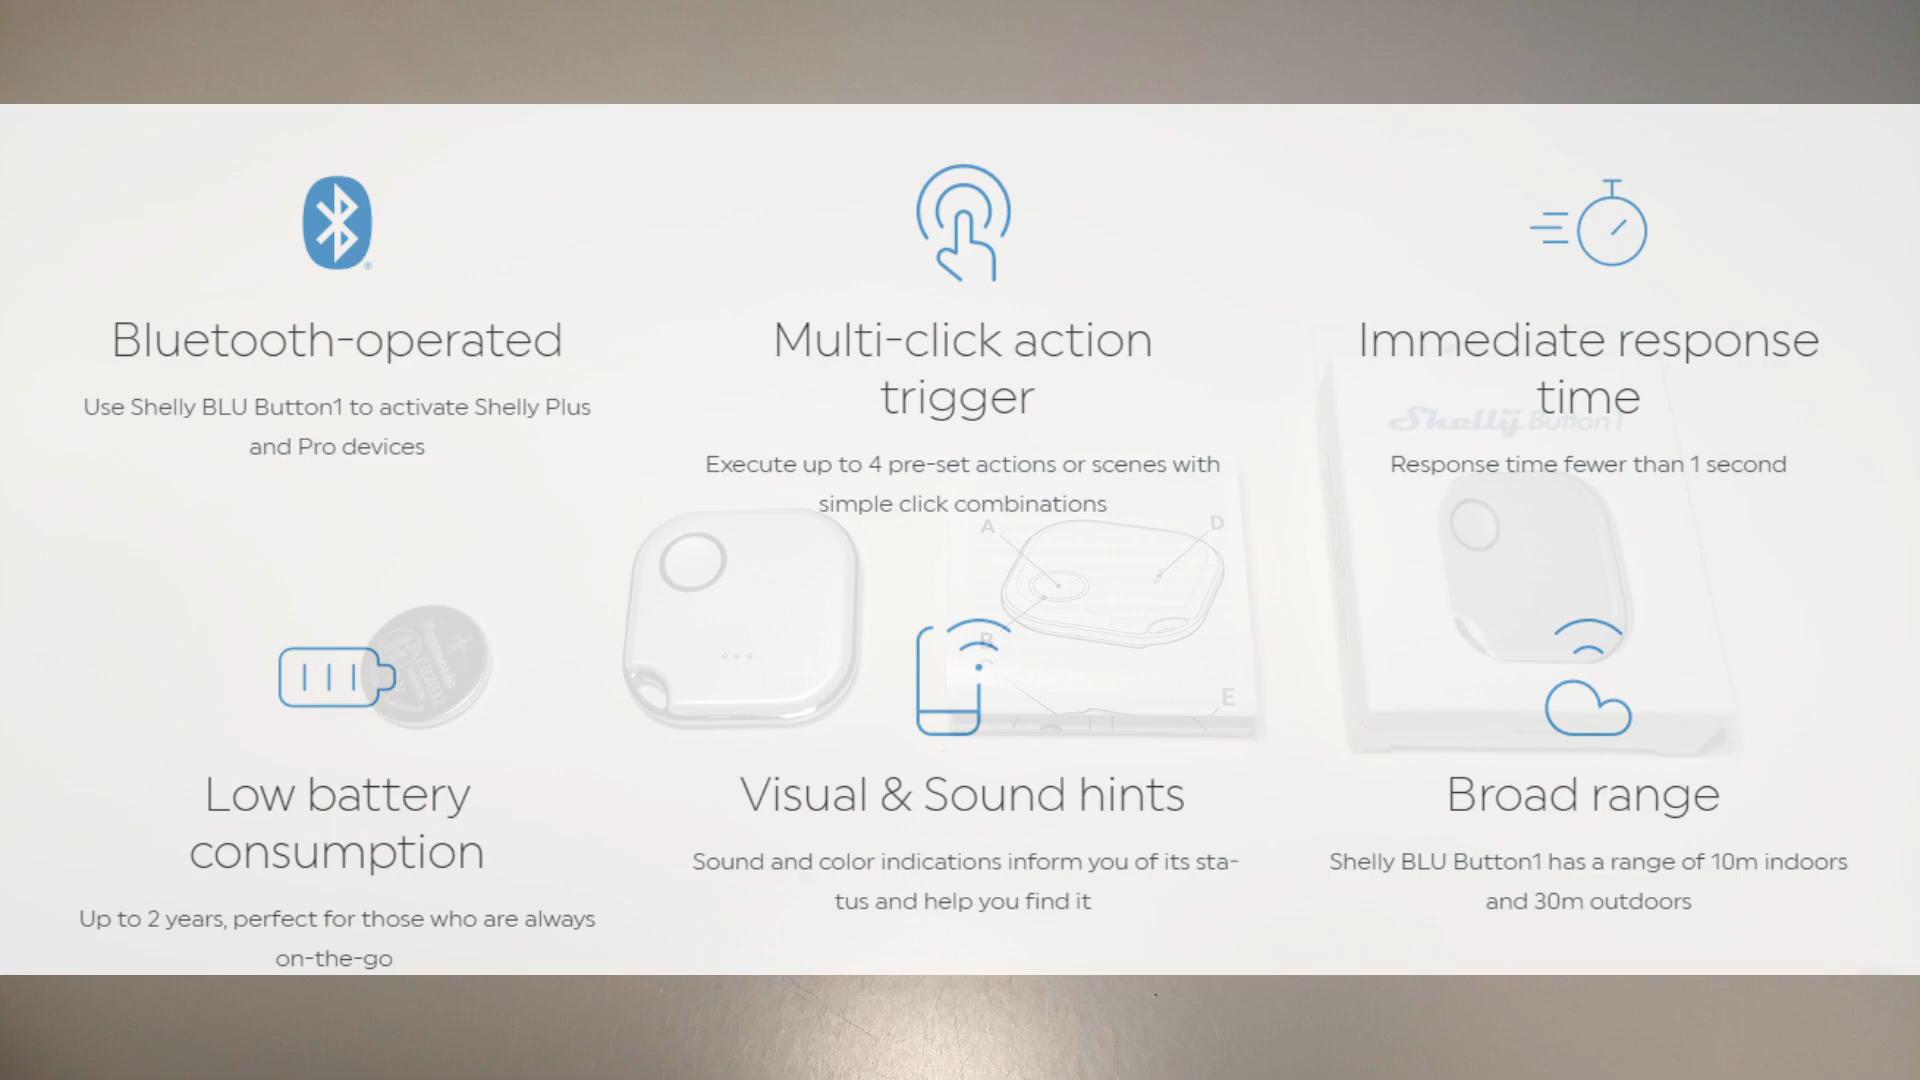 Bluetooth-operated
Use Shelly BLU Button1 to activate Shelly Plus
and Pro devices
Multi-click action
trigger
Execute up to 4 pre-set actions or scenes with
simple click combinations
Immediate response
time
Response time fewer than 1 second
Shelly Button1
A
D
B
C
E
Panasonic
CR2032
Low battery
consumption
Up to 2 years, perfect for those who are always
on-the-go
Visual & Sound hints
Sound and color indications inform you of its sta-
tus and help you find it
Broad range
Shelly BLU Button1 has a range of 10m indoors
and 30m outdoors